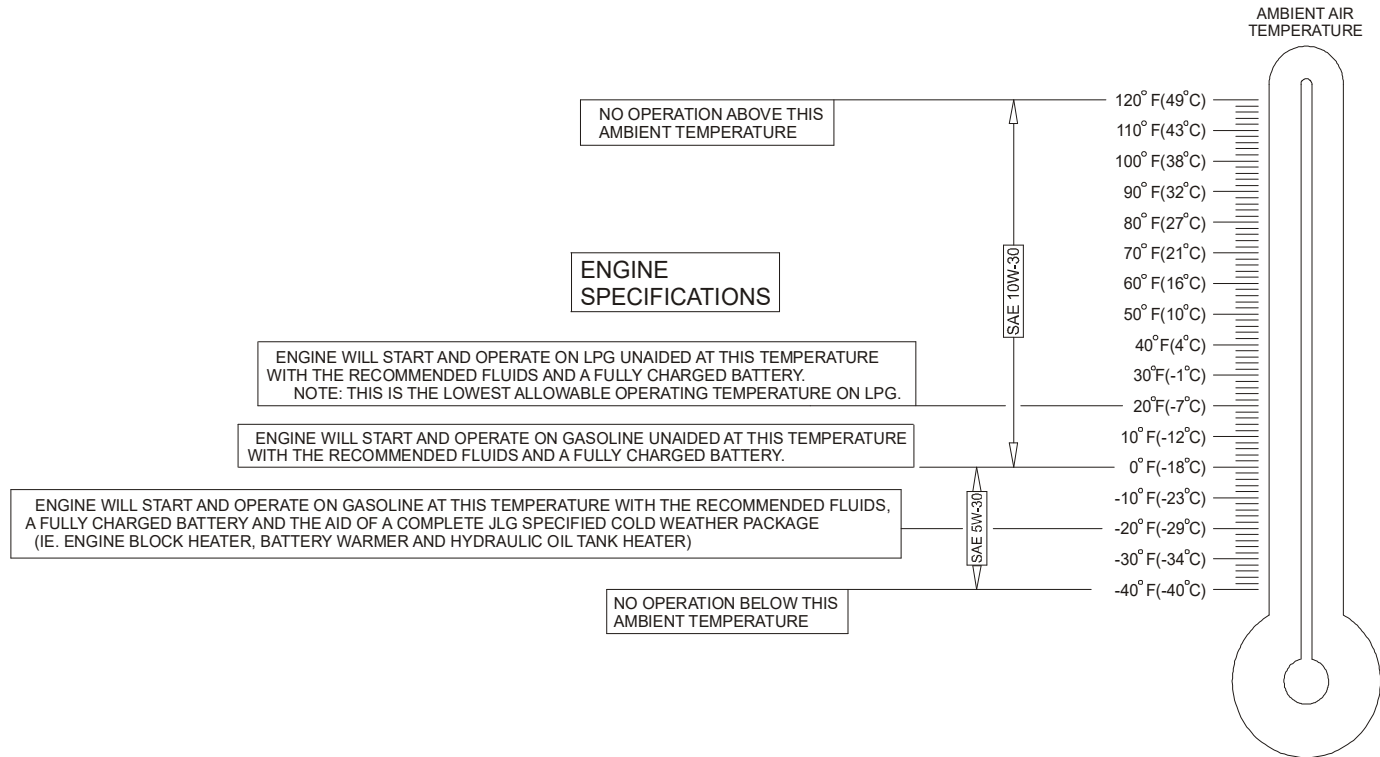 AMBIENT AIR
TEMPERATURE
NO OPERATION ABOVE THIS
AMBIENT TEMPERATURE
120° F(49°C)
110° F(43°C)
100° F(38°C)
90° F(32°C)
80° F(27°C)
70° F(21°C)
60° F(16°C)
50° F(10°C)
40°F(4°C)
30°F(-1°C)
20°F(-7°C)
10°F(-12°C)
0°F(-18°C)
-10° F(-23°C)
-20° F(-29°C)
-30° F(-34°C)
-40° F(-40°C)
SAE 10W-30
ENGINE
SPECIFICATIONS
ENGINE WILL START AND OPERATE ON LPG UNAIDED AT THIS TEMPERATURE
WITH THE RECOMMENDED FLUIDS AND A FULLY CHARGED BATTERY.
NOTE: THIS IS THE LOWEST ALLOWABLE OPERATING TEMPERATURE ON LPG.
ENGINE WILL START AND OPERATE ON GASOLINE UNAIDED AT THIS TEMPERATURE
WITH THE RECOMMENDED FLUIDS AND A FULLY CHARGED BATTERY.
SAE 5W-30
ENGINE WILL START AND OPERATE ON GASOLINE AT THIS TEMPERATURE WITH THE RECOMMENDED FLUIDS,
A FULLY CHARGED BATTERY AND THE AID OF A COMPLETE JLG SPECIFIED COLD WEATHER PACKAGE
(IE. ENGINE BLOCK HEATER, BATTERY WARMER AND HYDRAULIC OIL TANK HEATER)
NO OPERATION BELOW THIS
AMBIENT TEMPERATURE